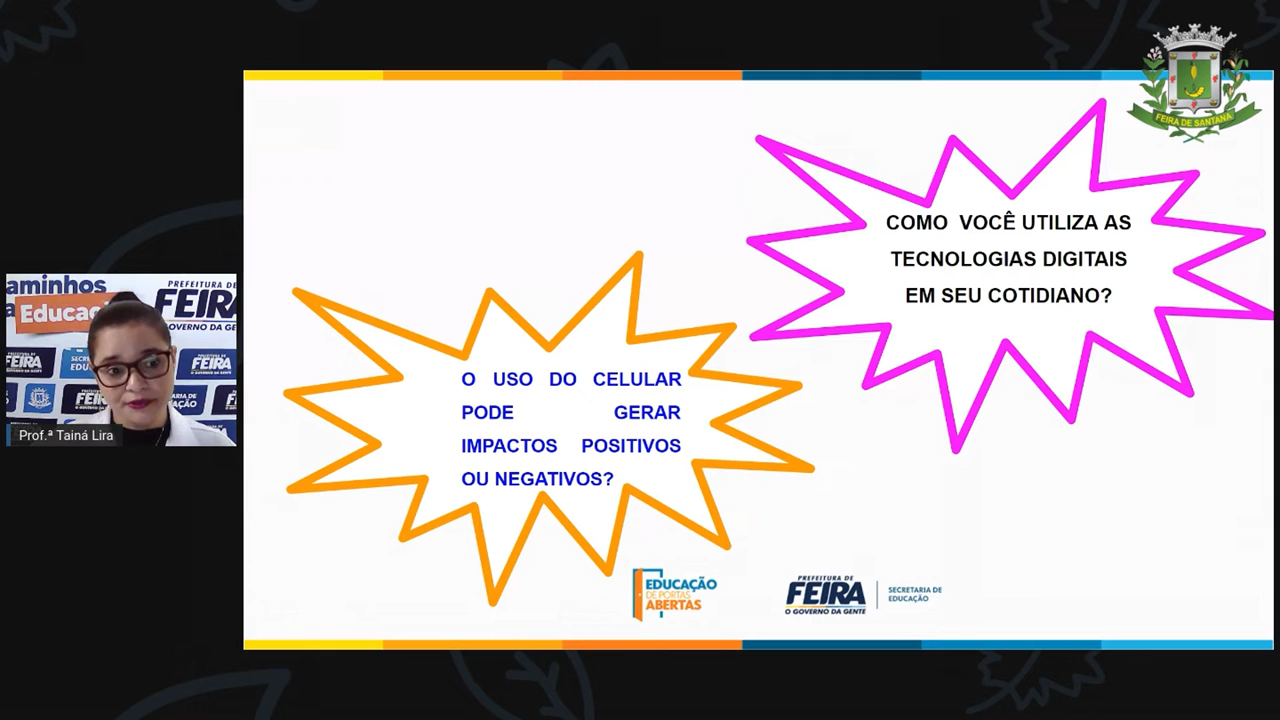 FEIRA DE SANTANA
COMO VOCÊ UTILIZA AS
TECNOLOGIAS DIGITAIS
EM SEU COTIDIANO?
O USO DO CELULAR
PODE GERAR
IMPACTOS POSITIVOS
OU NEGATIVOS?
aminhos
Educaç
PREFEITURA DE
FEIRA
GOVERNO DA GENTE
Prof.ª Tainá Lira
EDUCAÇÃO
DE PORTAS
ABERTAS
PREFEITURA DE
FEIRA
O GOVERNO DA GENTE
SECRETARIA DE
EDUCAÇÃO